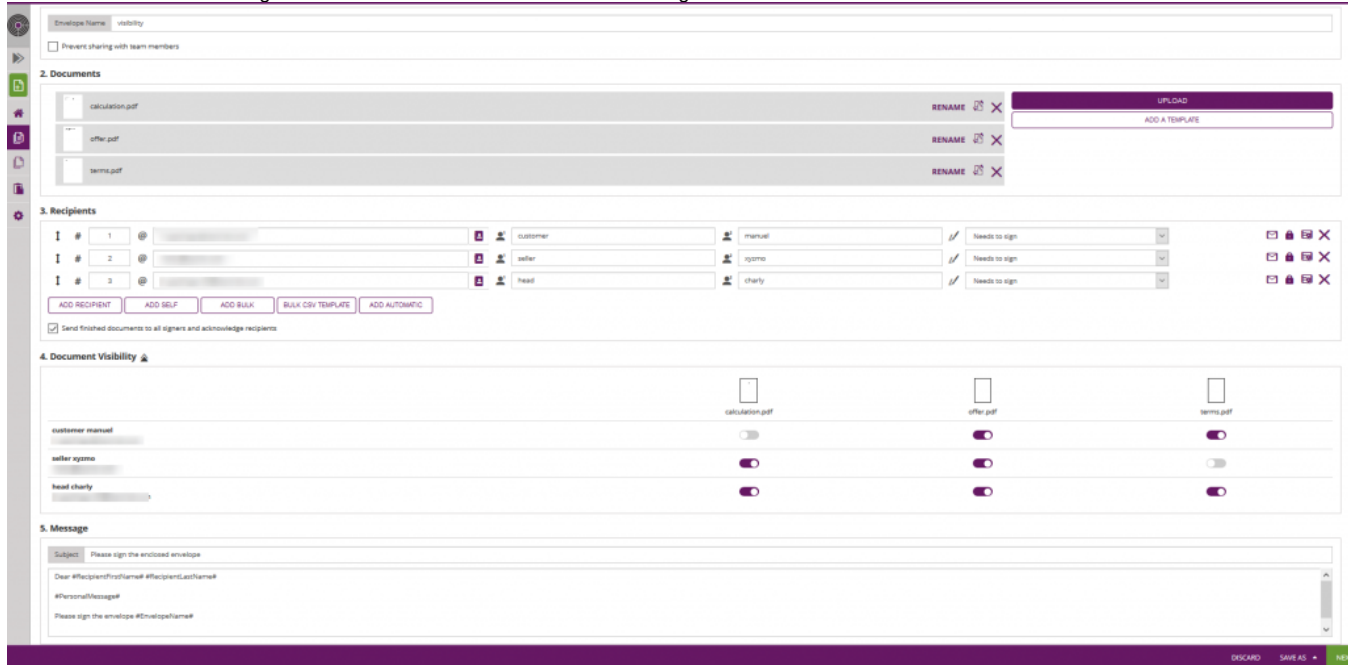 Envelope Name visibility
Prevent sharing with team members
2. Documents
calculation.pdf RENAME
UPLOAD
ADD A TEMPLATE
offer.pdf RENAME
terms.pdf RENAME
3. Recipients
# 1 @ customer manuel Needs to sign
# 2 @ seller xyzmo Needs to sign
# 3 @ head charly Needs to sign
ADD RECIPIENT ADD SELF ADD BULK BULK CSV TEMPLATE ADD AUTOMATIC
Send finished documents to all signers and acknowledge recipients
4. Document Visibility
calculation.pdf offer.pdf terms.pdf
customer manuel
seller xyzmo
head charly
5. Message
Subject Please sign the enclosed envelope
Dear #RecipientFirstName# #RecipientLastName#
#PersonalMessage#
Please sign the envelope #EnvelopeName#
DISCARD SAVE AS